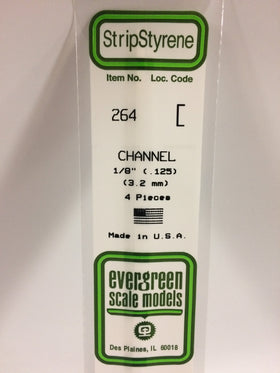 StripStyrene
Item No. Loc. Code
264
CHANNEL
1/8" (.125)
(3.2 mm)
4 Pieces
Made in U.S.A.
evergreen
scale models
Des Plaines, IL 60018